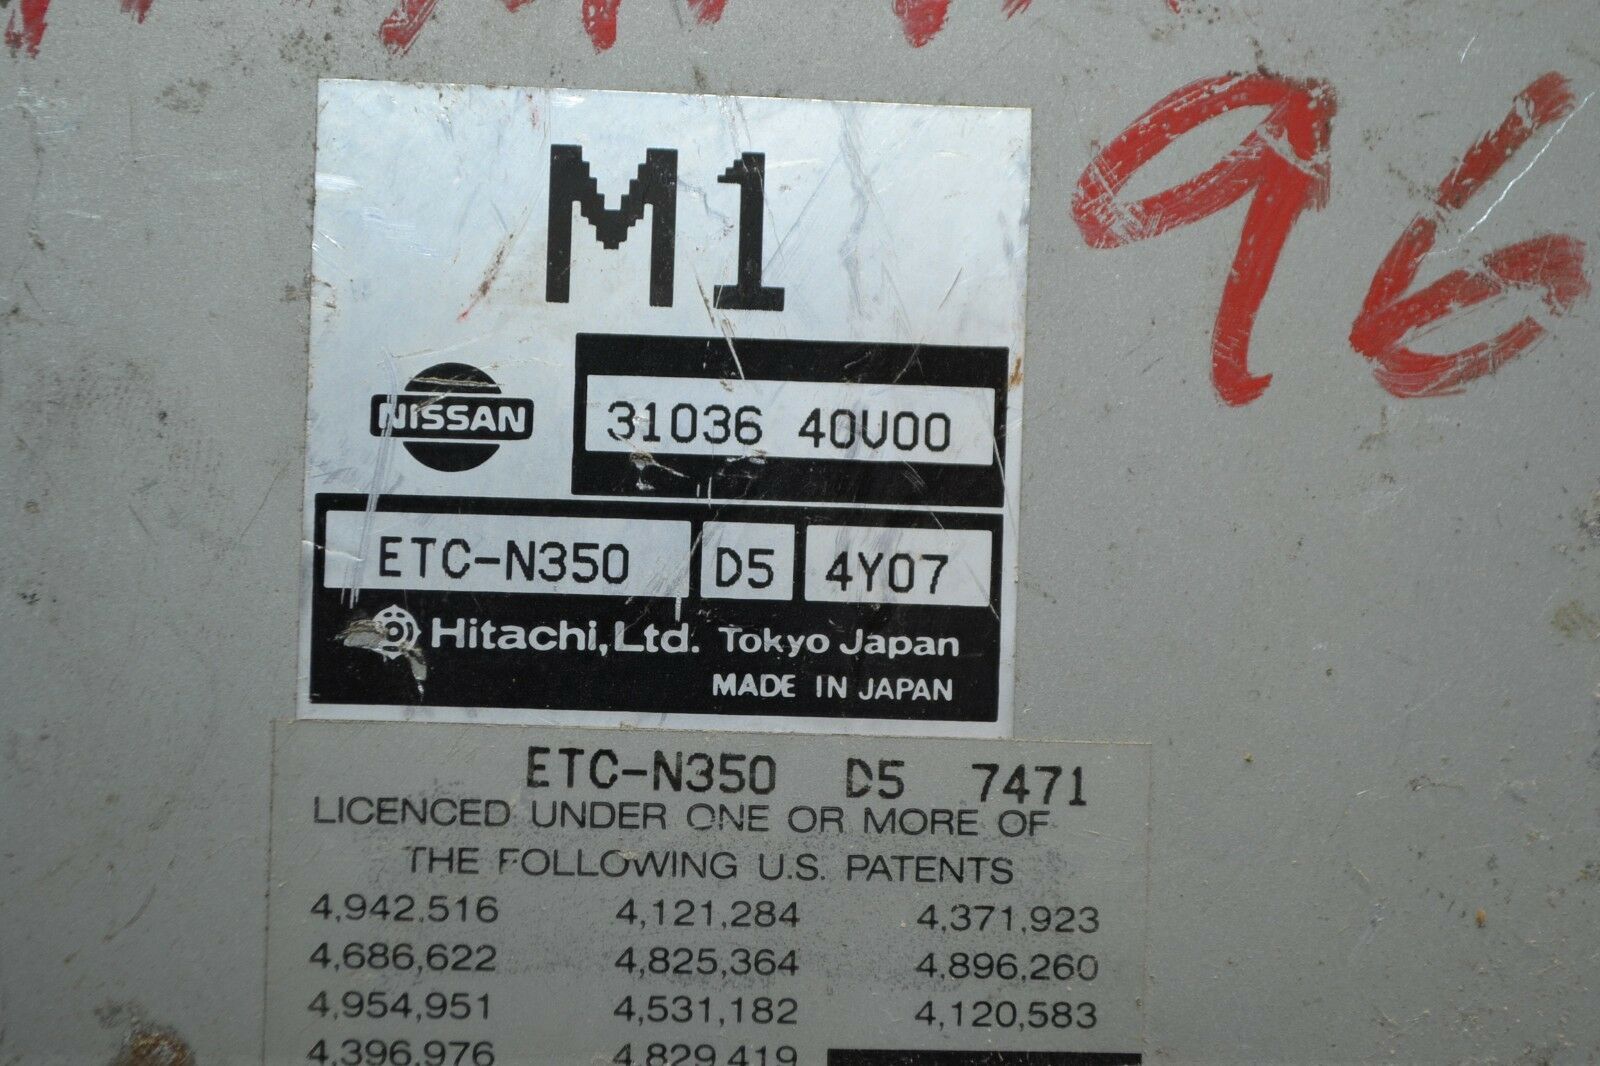 96
M1
NISSAN
31036 40U00
ETC-N350 D5 4Y07
Hitachi, Ltd. Tokyo Japan
MADE IN JAPAN
ETC-N350 D5 7471
LICENCED UNDER ONE OR MORE OF
THE FOLLOWING U.S. PATENTS
4,942,516 4,121,284 4,371,923
4,686,622 4,825,364 4,896,260
4,954,951 4,531,182 4,120,583
4,396,976 4,829,419